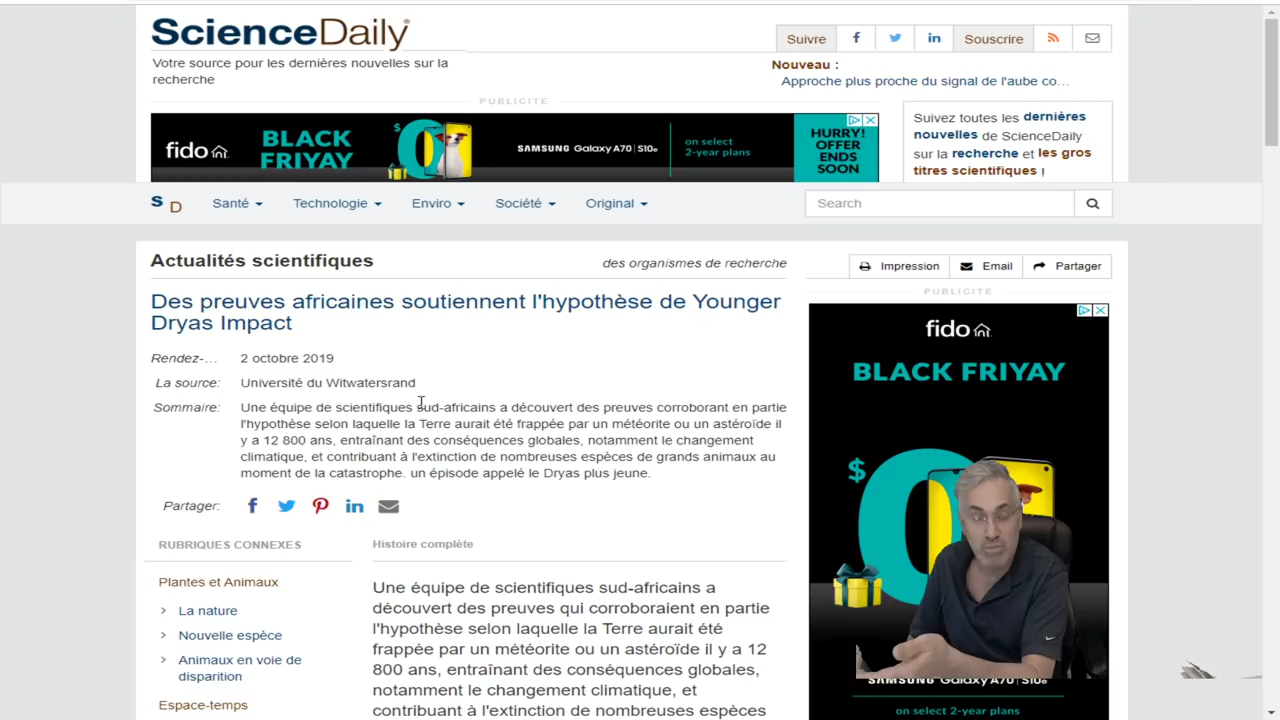 ScienceDaily
Suivre
Souscrire
Votre source pour les dernières nouvelles sur la
recherche
Nouveau :
Approche plus proche du signal de l'aube co...
PUBLICITE
fido
BLACK
FRIYAY
$0
SAMSUNG Galaxy A70 | S10e
on select
2-year plans
HURRY!
OFFER
ENDS
SOON
Suivez toutes les dernières
nouvelles de ScienceDaily
sur la recherche et les gros
titres scientifiques !
S D
Santé
Technologie
Enviro
Société
Original
Search
Actualités scientifiques
des organismes de recherche
Impression
Email
Partager
Des preuves africaines soutiennent l'hypothèse de Younger
Dryas Impact
Rendez-... 2 octobre 2019
La source: Université du Witwatersrand
Sommaire: Une équipe de scientifiques sud-africains a découvert des preuves corroborant en partie
l'hypothèse selon laquelle la Terre aurait été frappée par un météorite ou un astéroïde il
y a 12 800 ans, entraînant des conséquences globales, notamment le changement
climatique, et contribuant à l'extinction de nombreuses espèces de grands animaux au
moment de la catastrophe. un épisode appelé le Dryas plus jeune.
Partager:
RUBRIQUES CONNEXES
Plantes et Animaux
La nature
Nouvelle espèce
Animaux en voie de
disparition
Espace-temps
Histoire complète
Une équipe de scientifiques sud-africains a
découvert des preuves qui corroboraient en partie
l'hypothèse selon laquelle la Terre aurait été
frappée par un météorite ou un astéroïde il y a 12
800 ans, entraînant des conséquences globales,
notamment le changement climatique, et
contribuant à l'extinction de nombreuses espèces
PUBLICITE
fido
BLACK FRIYAY
$0
SAMSUNG Galaxy A70 | S10e
on select 2-year plans